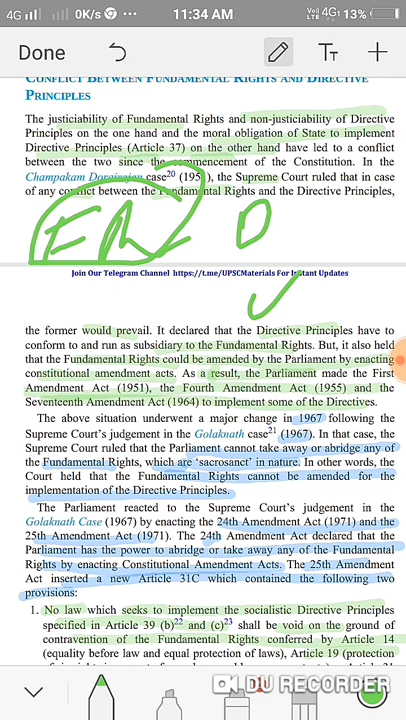 4G 0K/s ... 11:34 AM VoLTE 4G1 13%
Done
CONFLICT BETWEEN FUNDAMENTAL RIGHTS AND DIRECTIVE
PRINCIPLES
The justiciability of Fundamental Rights and non-justiciability of Directive
Principles on the one hand and the moral obligation of State to implement
Directive Principles (Article 37) on the other hand have led to a conflict
between the two since the commencement of the Constitution. In the
Champakam Dorairajan case20 (1951), the Supreme Court ruled that in case
of any conflict between the Fundamental Rights and the Directive Principles,
FR D
Join Our Telegram Channel https://t.me/UPSCMaterials For Instant Updates
the former would prevail. It declared that the Directive Principles have to
conform to and run as subsidiary to the Fundamental Rights. But, it also held
that the Fundamental Rights could be amended by the Parliament by enacting
constitutional amendment acts. As a result, the Parliament made the First
Amendment Act (1951), the Fourth Amendment Act (1955) and the
Seventeenth Amendment Act (1964) to implement some of the Directives.
The above situation underwent a major change in 1967 following the
Supreme Court's judgement in the Golaknath case21 (1967). In that case, the
Supreme Court ruled that the Parliament cannot take away or abridge any of
the Fundamental Rights, which are 'sacrosanct' in nature. In other words, the
Court held that the Fundamental Rights cannot be amended for the
implementation of the Directive Principles.
The Parliament reacted to the Supreme Court's judgement in the
Golaknath Case (1967) by enacting the 24th Amendment Act (1971) and the
25th Amendment Act (1971). The 24th Amendment Act declared that the
Parliament has the power to abridge or take away any of the Fundamental
Rights by enacting Constitutional Amendment Acts. The 25th Amendment
Act inserted a new Article 31C which contained the following two
provisions:
1. No law which seeks to implement the socialistic Directive Principles
specified in Article 39 (b)22 and (c)23 shall be void on the ground of
contravention of the Fundamental Rights conferred by Article 14
(equality before law and equal protection of laws), Article 19 (protection
DU RECORDER